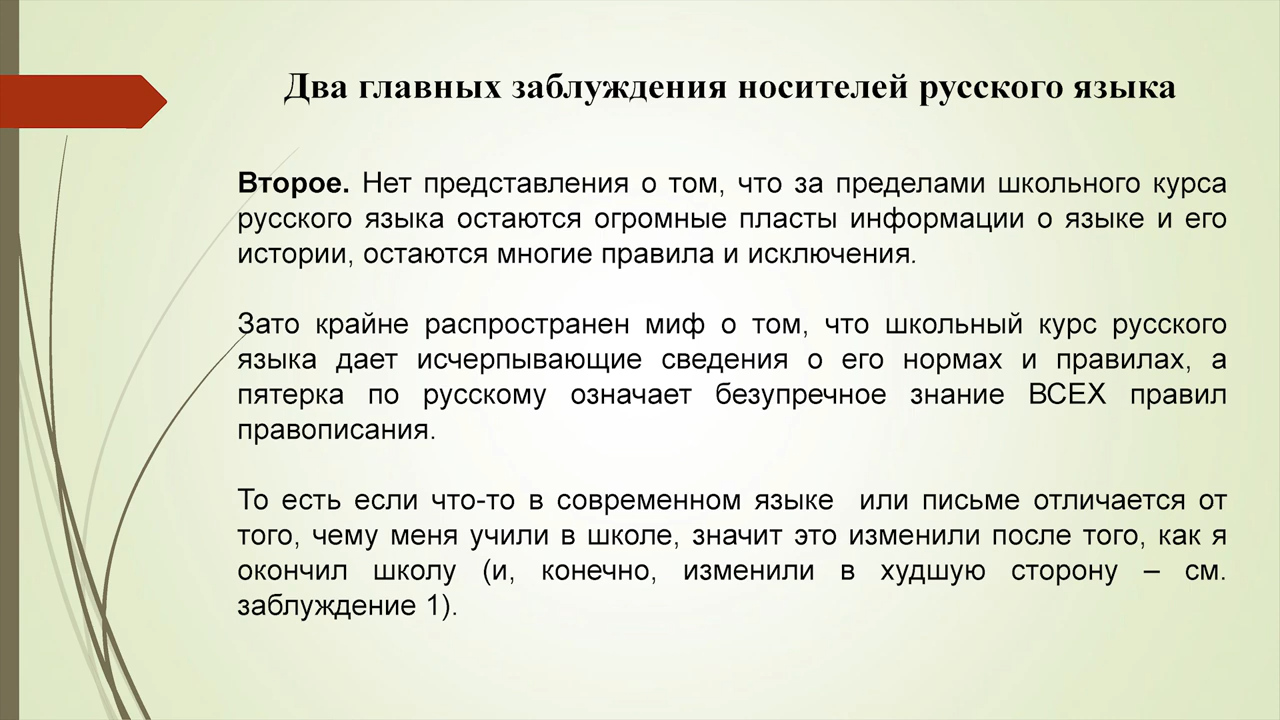 Два главных заблуждения носителей русского языка
Второе. Нет представления о том, что за пределами школьного курса
русского языка остаются огромные пласты информации о языке и его
истории, остаются многие правила и исключения.
Зато крайне распространен миф о том, что школьный курс русского
языка дает исчерпывающие сведения о его нормах и правилах, а
пятерка по русскому означает безупречное знание ВСЕХ правил
правописания.
То есть если что-то в современном языке  или письме отличается от
того, чему меня учили в школе, значит это изменили после того, как я
окончил школу (и, конечно, изменили в худшую сторону – см.
заблуждение 1).